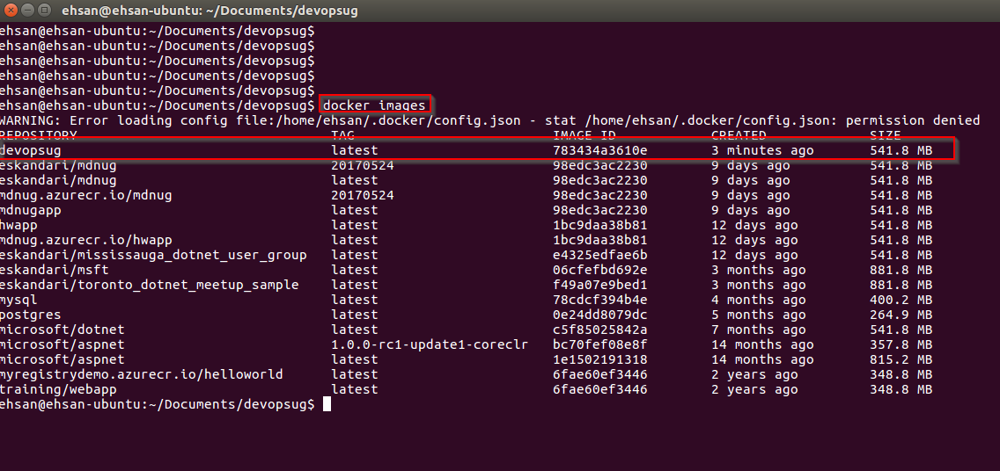 ehsan@ehsan-ubuntu: ~/Documents/devopsug
ehsan@ehsan-ubuntu:~/Documents/devopsug$
ehsan@ehsan-ubuntu:~/Documents/devopsug$
ehsan@ehsan-ubuntu:~/Documents/devopsug$
ehsan@ehsan-ubuntu:~/Documents/devopsug$
ehsan@ehsan-ubuntu:~/Documents/devopsug$
ehsan@ehsan-ubuntu:~/Documents/devopsug$ docker images
WARNING: Error loading config file:/home/ehsan/.docker/config.json - stat /home/ehsan/.docker/config.json: permission denied
REPOSITORY TAG IMAGE ID CREATED SIZE
devopsug latest 783434a3610e 3 minutes ago 541.8 MB
eskandari/mdnug 20170524 98edc3ac2230 9 days ago 541.8 MB
eskandari/mdnug latest 98edc3ac2230 9 days ago 541.8 MB
mdnug.azurecr.io/mdnug 20170524 98edc3ac2230 9 days ago 541.8 MB
mdnugapp latest 98edc3ac2230 9 days ago 541.8 MB
hwapp latest 1bc9daa38b81 12 days ago 541.8 MB
mdnug.azurecr.io/hwapp latest 1bc9daa38b81 12 days ago 541.8 MB
eskandari/mississauga_dotnet_user_group latest e4325edfae6b 12 days ago 541.8 MB
eskandari/msft latest 06cfefbd692e 3 months ago 881.8 MB
eskandari/toronto_dotnet_meetup_sample latest f49a07e9bed1 3 months ago 881.8 MB
mysql latest 78cdcf394b4e 4 months ago 400.2 MB
postgres latest 0e24dd8079dc 5 months ago 264.9 MB
microsoft/dotnet latest c5f85025842a 7 months ago 541.8 MB
microsoft/aspnet 1.0.0-rc1-update1-coreclr bc70fef08e8f 14 months ago 357.8 MB
microsoft/aspnet latest 1e1502191318 14 months ago 815.2 MB
myregistrydemo.azurecr.io/helloworld latest 6fae60ef3446 2 years ago 348.8 MB
training/webapp latest 6fae60ef3446 2 years ago 348.8 MB
ehsan@ehsan-ubuntu:~/Documents/devopsug$